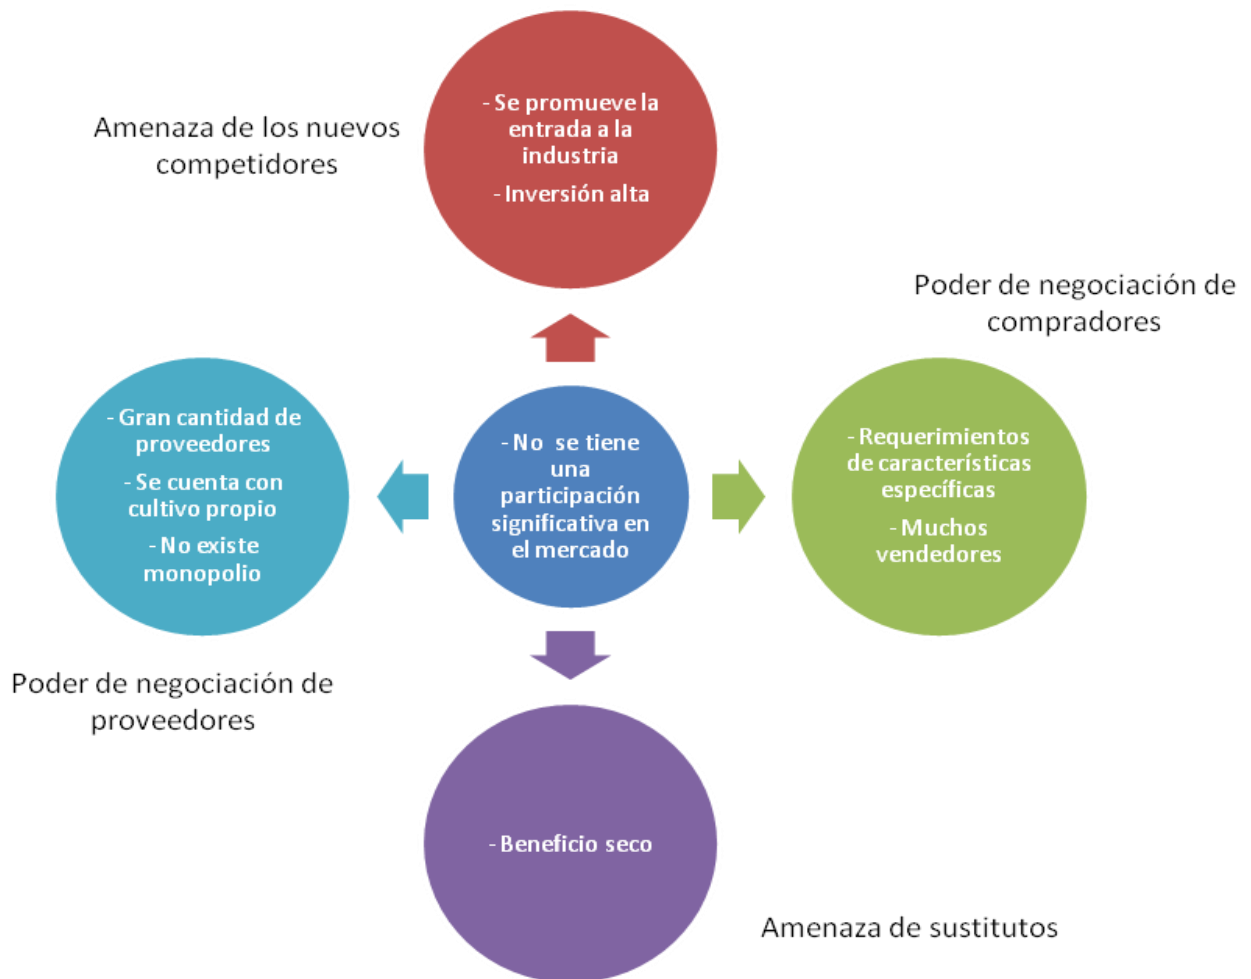 Amenaza de los nuevos
competidores
- Se promueve la
entrada a la
industria
- Inversión alta
Poder de negociación de
compradores
- Gran cantidad de
proveedores
- Se cuenta con
cultivo propio
- No existe
monopolio
- No se tiene
una
participación
significativa en
el mercado
- Requerimientos
de características
específicas
- Muchos
vendedores
Poder de negociación de
proveedores
- Beneficio seco
Amenaza de sustitutos